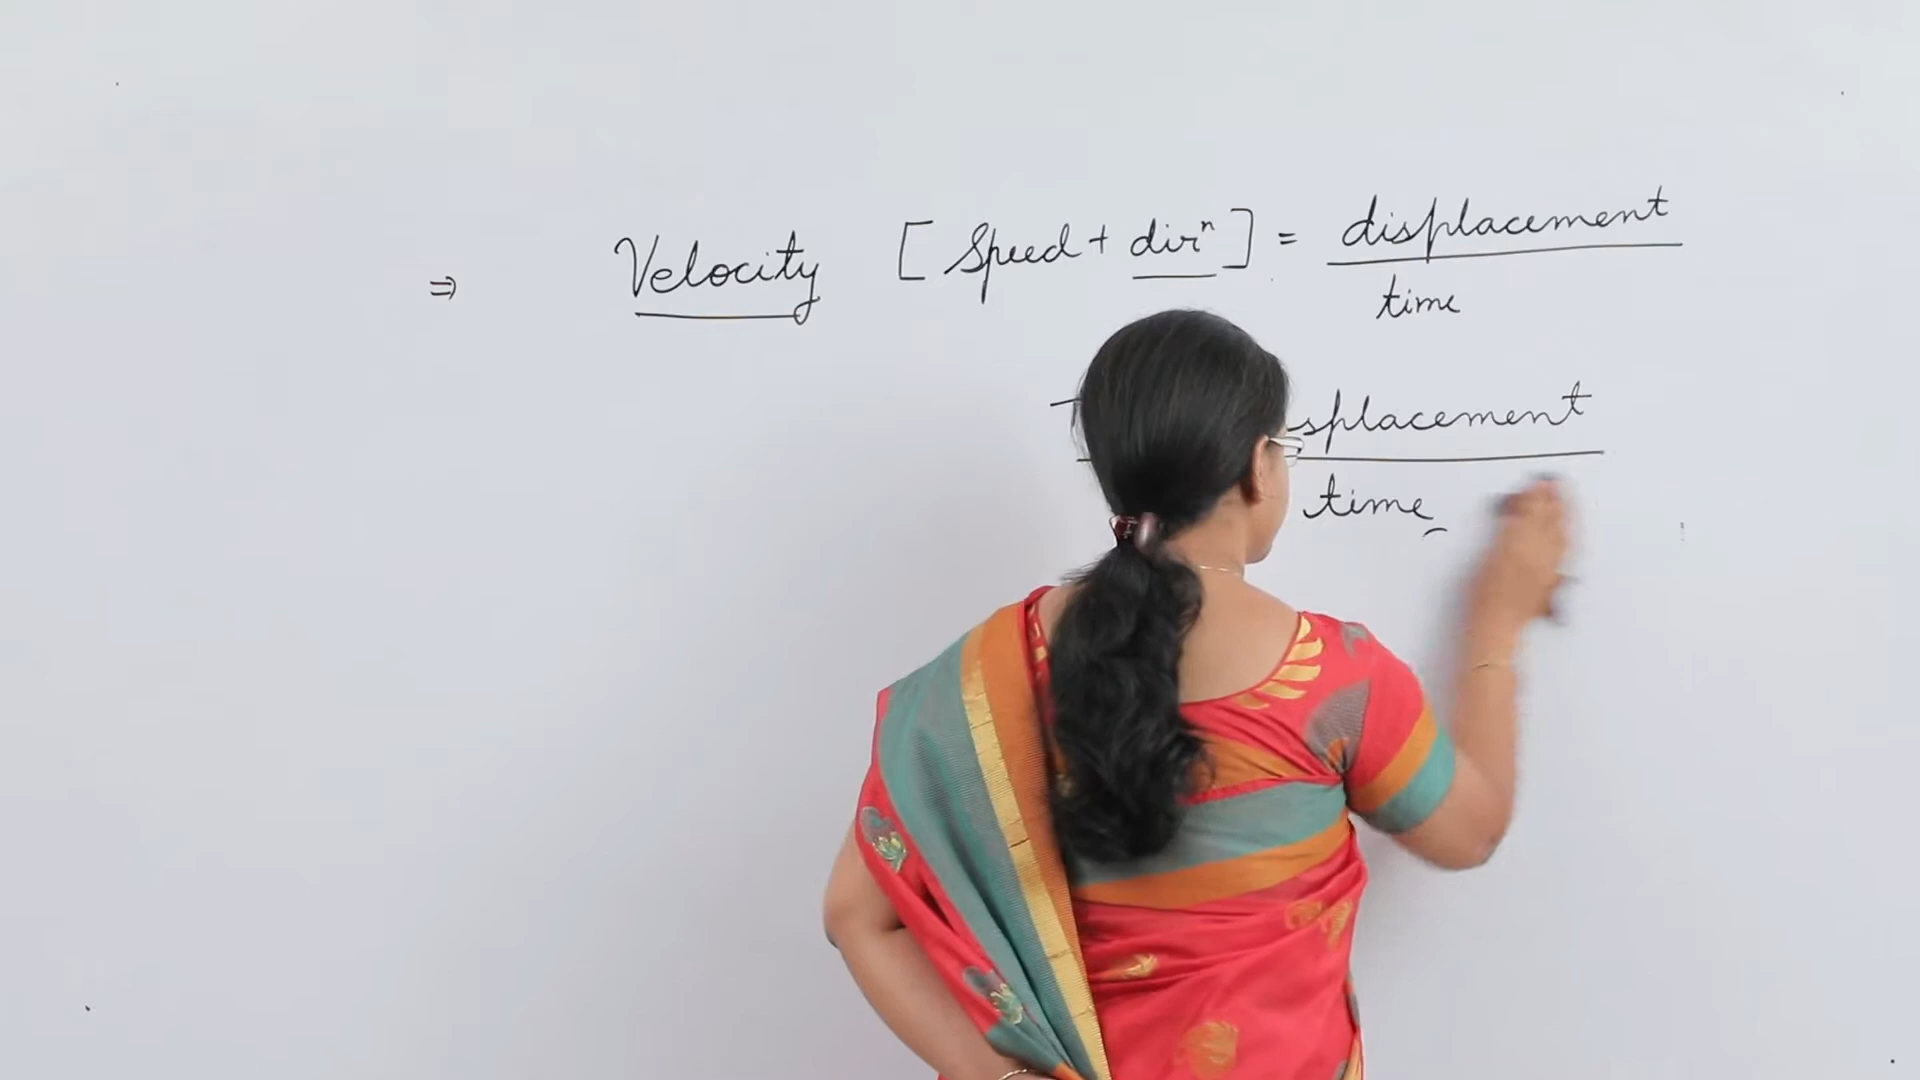 ⇒ Velocity [Speed + dirⁿ] = displacement
time
splacement
time